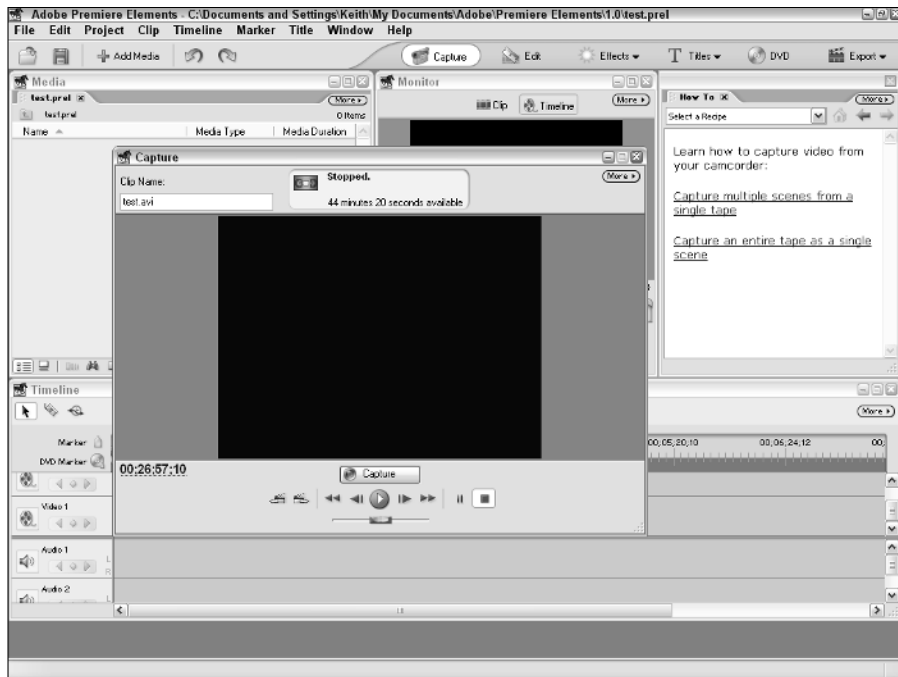 Adobe Premiere Elements - C:\Documents and Settings\Keith\My Documents\Adobe\Premiere Elements\1.0\test.prel
File Edit Project Clip Timeline Marker Title Window Help
Add Media Capture Edit Effects Titles DVD Export
Media
test.prel
More
testprel 0 Items
Name Media Type Media Duration
Monitor
Clip Timeline More
How To
More
Select a Recipe
Learn how to capture video from
your camcorder:
Capture multiple scenes from a
single tape
Capture an entire tape as a single
scene
Capture
Clip Name:
test.avi
Stopped.
44 minutes 20 seconds available
More
00;26;57;10
Capture
Timeline
More
Marker
DVD Marker
00;05;20;10 00;06;24;12 00;
Video 1
Audio 1
L
R
Audio 2
L